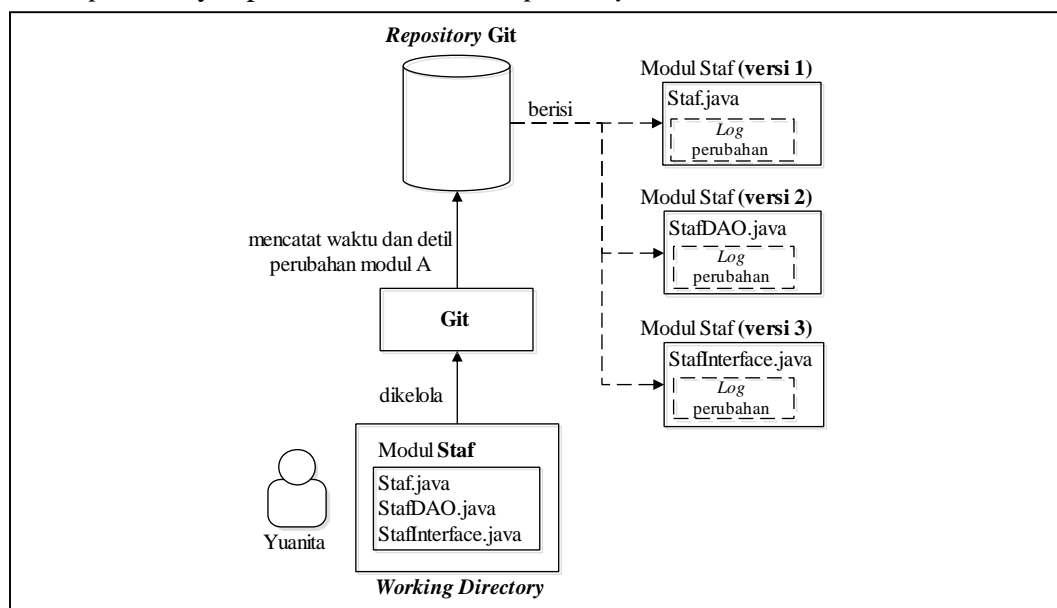 Repository Git
Modul Staf (versi 1)
Staf.java
Log
perubahan
berisi
Modul Staf (versi 2)
StafDAO.java
Log
perubahan
mencatat waktu dan detil
perubahan modul A
Git
Modul Staf (versi 3)
StafInterface.java
Log
perubahan
dikelola
Modul Staf
Staf.java
StafDAO.java
StafInterface.java
Yuanita
Working Directory